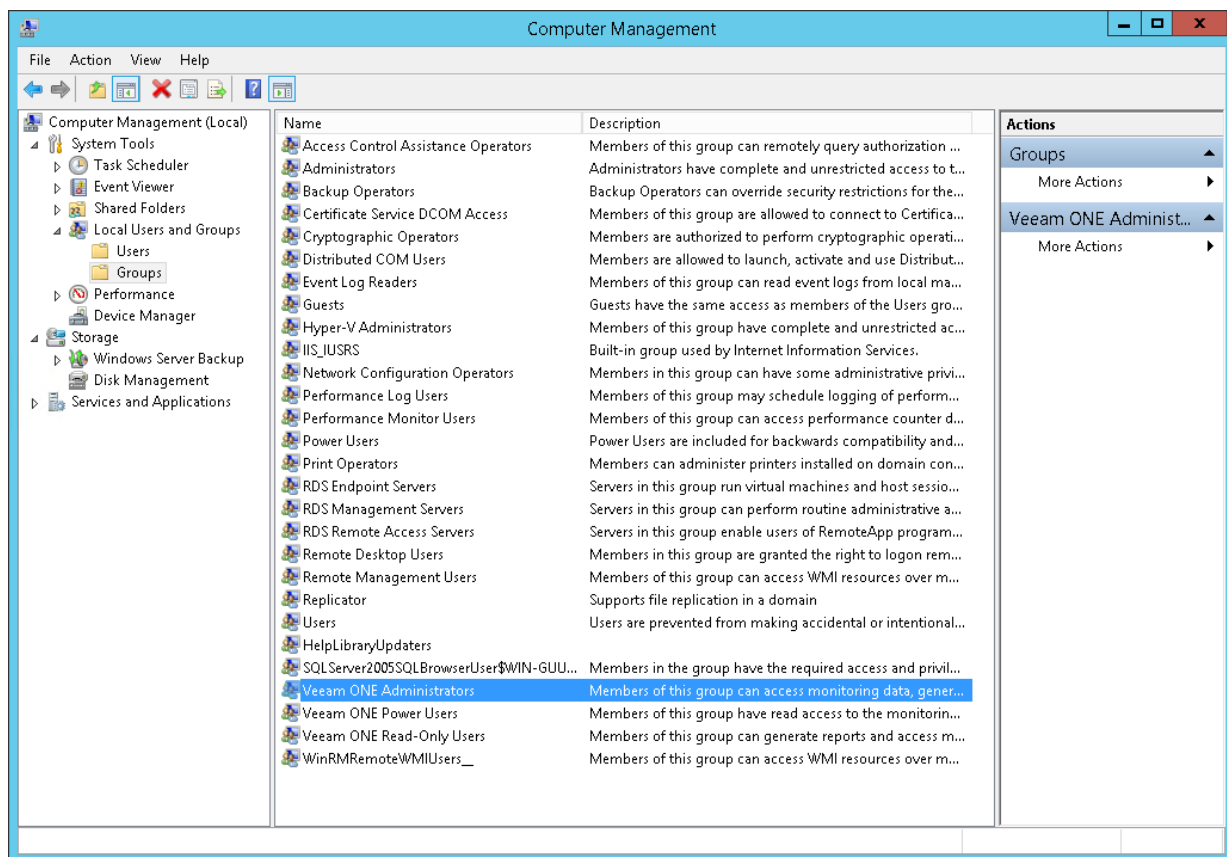 Computer Management
File Action View Help
Computer Management (Local)
System Tools
Task Scheduler
Event Viewer
Shared Folders
Local Users and Groups
Users
Groups
Performance
Device Manager
Storage
Windows Server Backup
Disk Management
Services and Applications
Name Description
Access Control Assistance Operators Members of this group can remotely query authorization ...
Administrators Administrators have complete and unrestricted access to t...
Backup Operators Backup Operators can override security restrictions for the...
Certificate Service DCOM Access Members of this group are allowed to connect to Certifica...
Cryptographic Operators Members are authorized to perform cryptographic operati...
Distributed COM Users Members are allowed to launch, activate and use Distribut...
Event Log Readers Members of this group can read event logs from local ma...
Guests Guests have the same access as members of the Users gro...
Hyper-V Administrators Members of this group have complete and unrestricted ac...
IIS_IUSRS Built-in group used by Internet Information Services.
Network Configuration Operators Members in this group can have some administrative privi...
Performance Log Users Members of this group may schedule logging of perform...
Performance Monitor Users Members of this group can access performance counter d...
Power Users Power Users are included for backwards compatibility and...
Print Operators Members can administer printers installed on domain con...
RDS Endpoint Servers Servers in this group run virtual machines and host sessio...
RDS Management Servers Servers in this group can perform routine administrative a...
RDS Remote Access Servers Servers in this group enable users of RemoteApp program...
Remote Desktop Users Members in this group are granted the right to logon rem...
Remote Management Users Members of this group can access WMI resources over m...
Replicator Supports file replication in a domain
Users Users are prevented from making accidental or intentional...
HelpLibraryUpdaters
SQLServer2005SQLBrowserUser$WIN-GUU... Members in the group have the required access and privil...
Veeam ONE Administrators Members of this group can access monitoring data, gener...
Veeam ONE Power Users Members of this group have read access to the monitorin...
Veeam ONE Read-Only Users Members of this group can generate reports and access m...
WinRMRemoteWMIUsers__ Members of this group can access WMI resources over m...
Actions
Groups
More Actions
Veeam ONE Administ...
More Actions